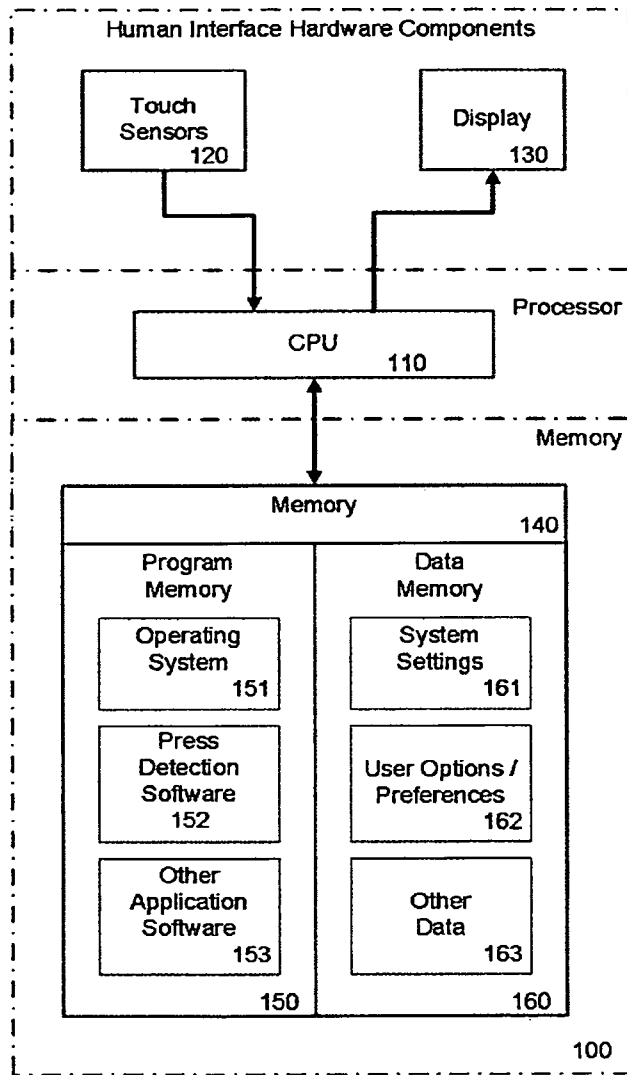 Human Interface Hardware Components
Touch
Sensors
120
Display
130
Processor
CPU
110
Memory
Memory
140
Program
Memory
Operating
System
151
Press
Detection
Software
152
Other
Application
Software
153
150
Data
Memory
System
Settings
161
User Options /
Preferences
162
Other
Data
163
160
100